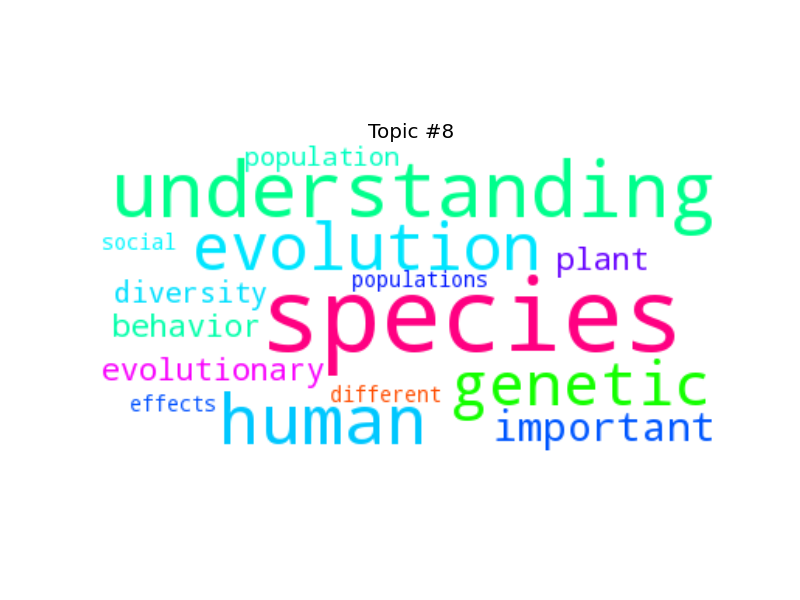 Topic #8
population
understanding
social
evolution
plant
populations
diversity
species
behavior
evolutionary
genetic
different
effects
human
important